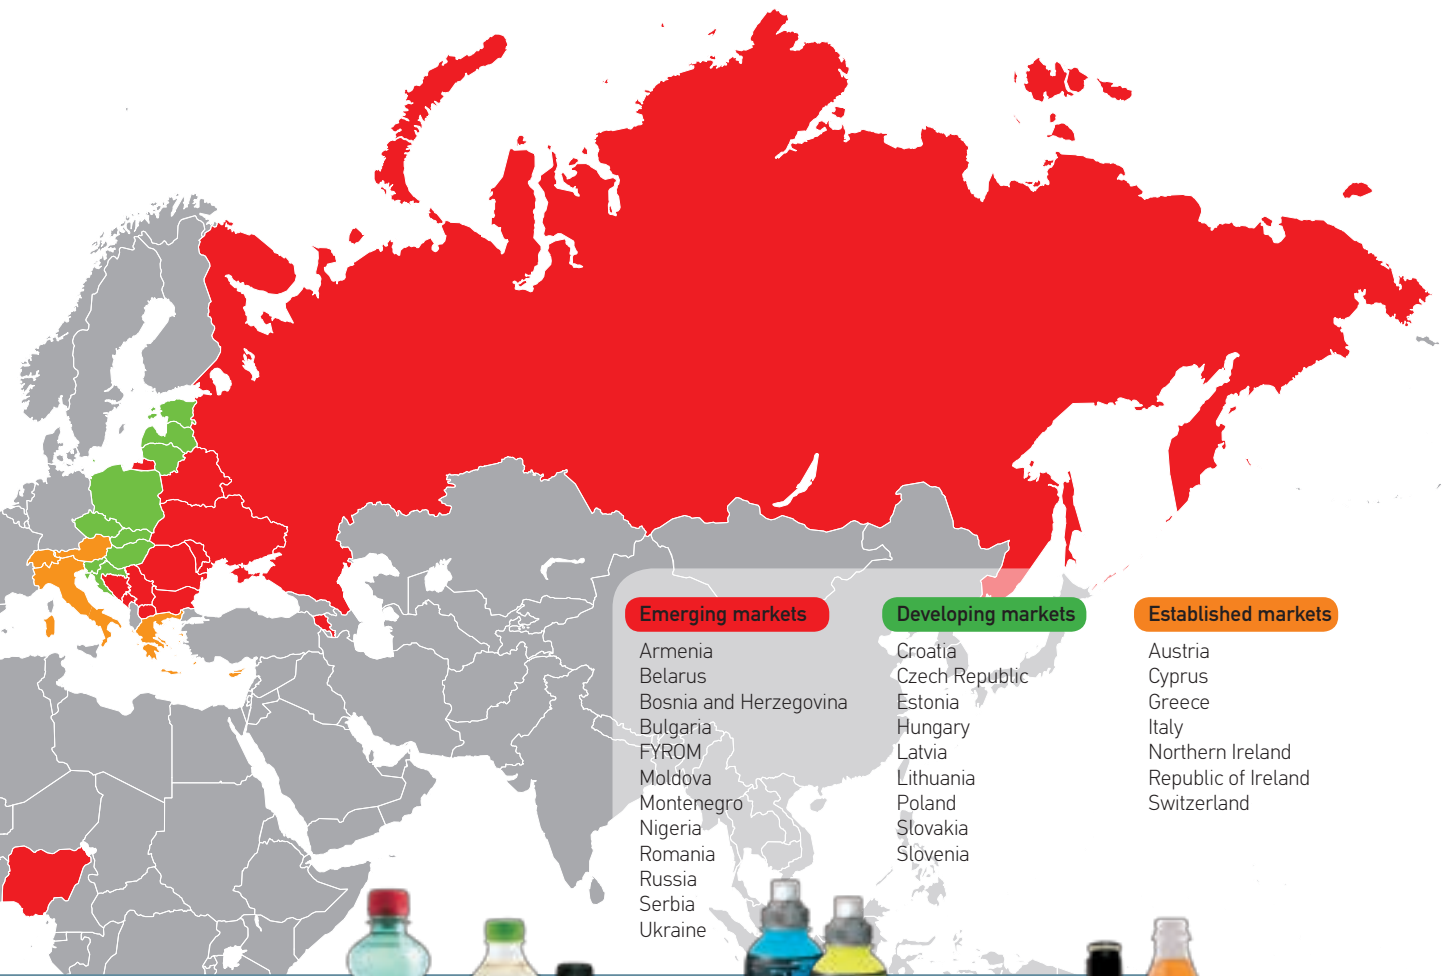 Emerging markets
Armenia
Belarus
Bosnia and Herzegovina
Bulgaria
FYROM
Moldova
Montenegro
Nigeria
Romania
Russia
Serbia
Ukraine
Developing markets
Croatia
Czech Republic
Estonia
Hungary
Latvia
Lithuania
Poland
Slovakia
Slovenia
Established markets
Austria
Cyprus
Greece
Italy
Northern Ireland
Republic of Ireland
Switzerland